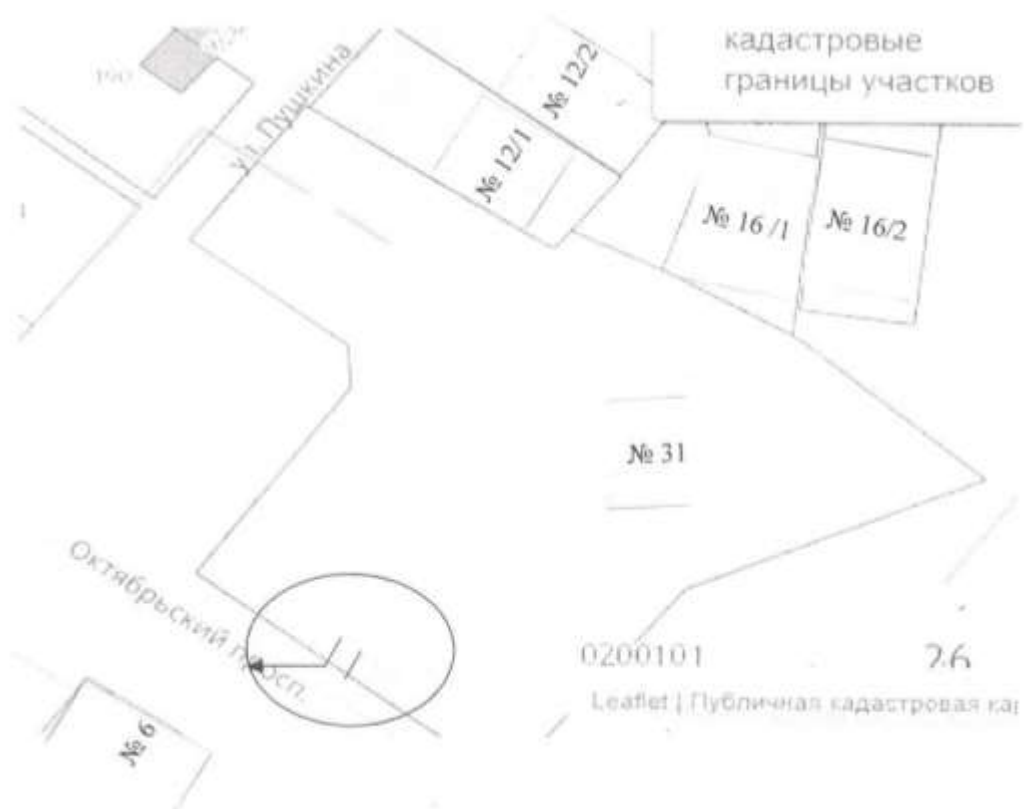 кадастровые
границы участков
190
ул. Пушкина
№ 12/2
№ 12/1
№ 16 /1
№ 16/2
№ 31
Октябрьский просп.
№ 6
0200101
26
Leaflet | Публичная кадастровая